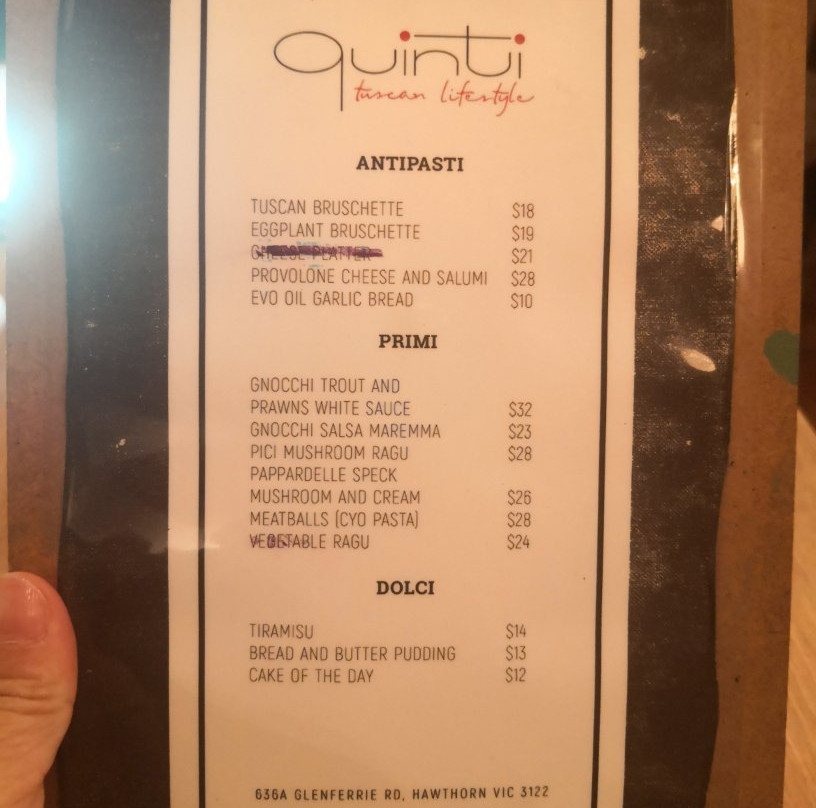 quinti
tuscan lifestyle
ANTIPASTI
TUSCAN BRUSCHETTE $18
EGGPLANT BRUSCHETTE $19
CHEESE PLATTER $21
PROVOLONE CHEESE AND SALUMI $28
EVO OIL GARLIC BREAD $10
PRIMI
GNOCCHI TROUT AND
PRAWNS WHITE SAUCE $32
GNOCCHI SALSA MAREMMA $23
PICI MUSHROOM RAGU $28
PAPPARDELLE SPECK
MUSHROOM AND CREAM $26
MEATBALLS (CYO PASTA) $28
VEGETABLE RAGU $24
DOLCI
TIRAMISU $14
BREAD AND BUTTER PUDDING $13
CAKE OF THE DAY $12
636A GLENFERRIE RD, HAWTHORN VIC 3122